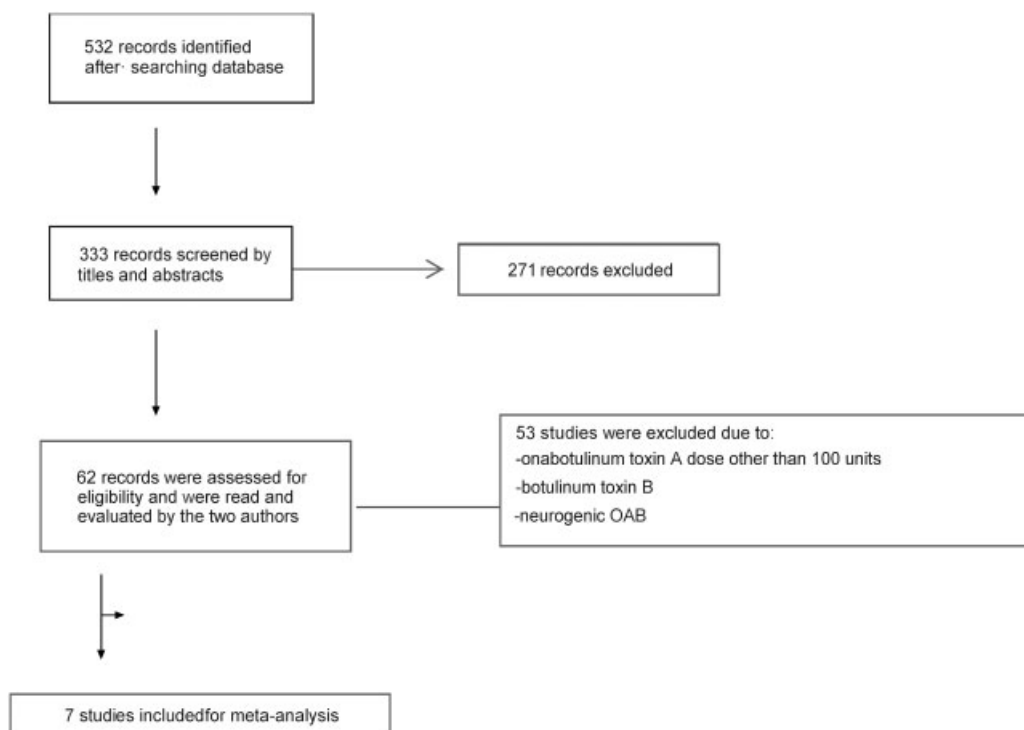 532 records identified
after· searching database
333 records screened by
titles and abstracts
271 records excluded
62 records were assessed for
eligibility and were read and
evaluated by the two authors
53 studies were excluded due to:
-onabotulinum toxin A dose other than 100 units
-botulinum toxin B
-neurogenic OAB
7 studies includedfor meta-analysis